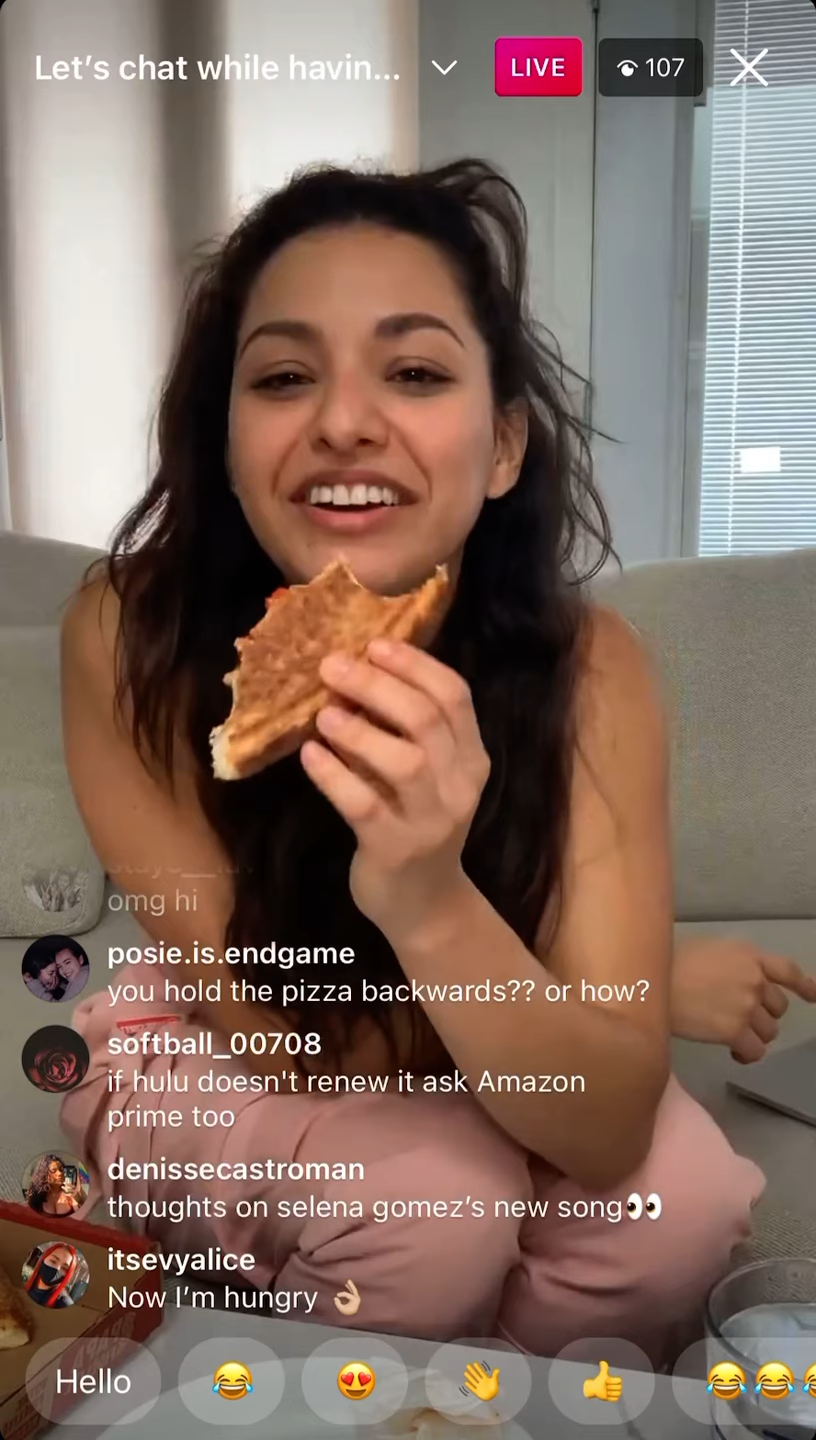 Let's chat while havin...
LIVE
107
omg hi
posie.is.endgame
you hold the pizza backwards?? or how?
softball_00708
if hulu doesn't renew it ask Amazon
prime too
denissecastroman
thoughts on selena gomez's new song👀
itsevyalice
Now I'm hungry 👌🏼
Hello 😂 😍 👋 👍 😂😂